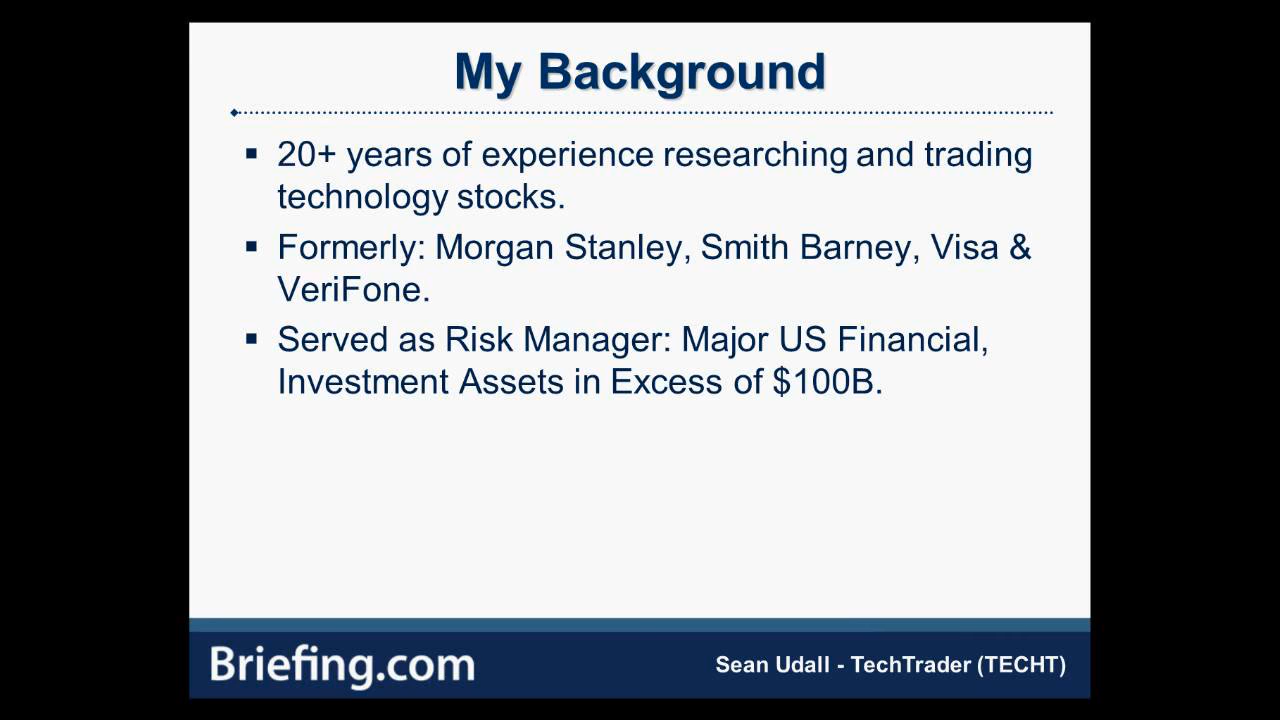 My Background
▪ 20+ years of experience researching and trading
technology stocks.
▪ Formerly: Morgan Stanley, Smith Barney, Visa &
VeriFone.
▪ Served as Risk Manager: Major US Financial,
Investment Assets in Excess of $100B.
Briefing.com
Sean Udall - TechTrader (TECHT)